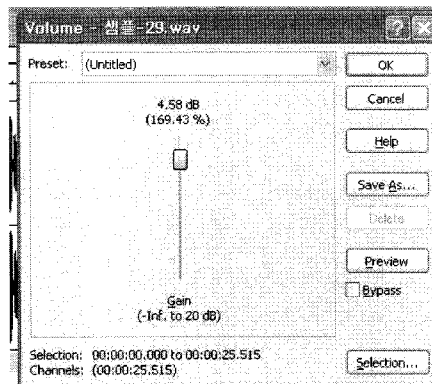 Volume - 샘플-29.wav
Preset: (Untitled)
OK
4.58 dB
(169.43 %)
Cancel
Help
Save As...
Delete
Preview
Bypass
Gain
(-Inf. to 20 dB)
Selection: 00:00:00.000 to 00:00:25.515
Channels: (00:00:25.515)
Selection...